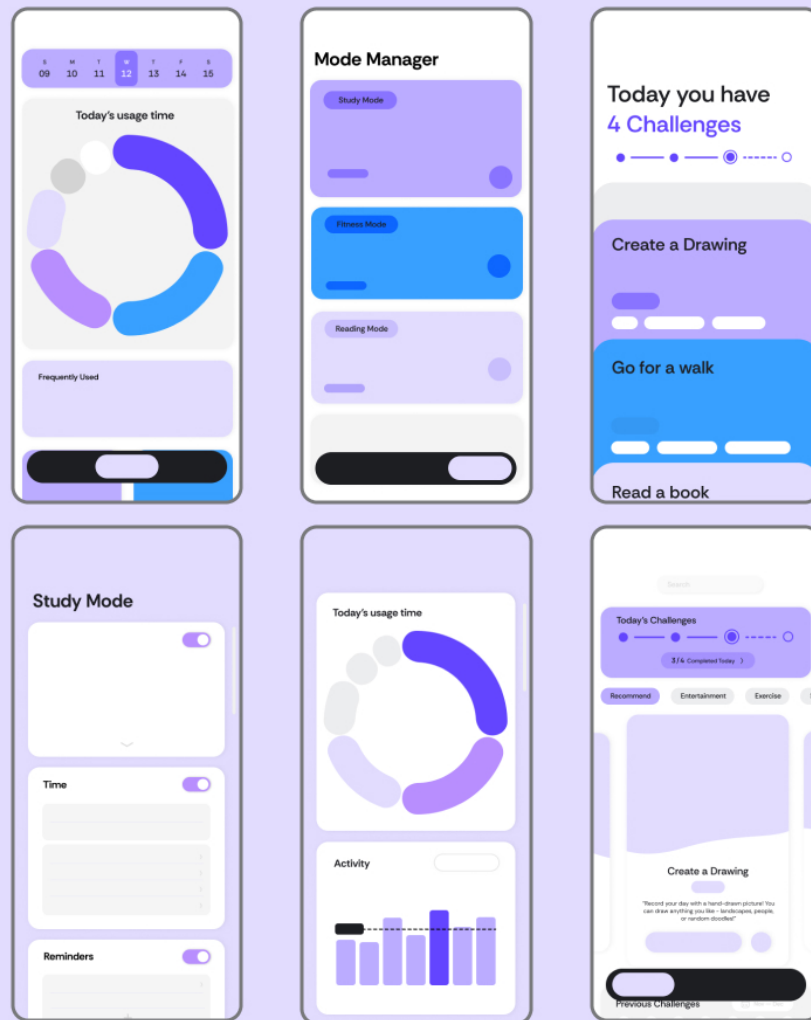 S M T W T F S
09 10 11 12 13 14 15
Today's usage time
Frequently Used
Mode Manager
Study Mode
Fitness Mode
Reading Mode
Today you have
4 Challenges
Create a Drawing
Go for a walk
Read a book
Study Mode
Time
Reminders
Today's usage time
Activity
Search
Today's Challenges
3/4 Completed Today >
Recommend Entertainment Exercise
Create a Drawing
"Record your day with a hand-drawn picture! You
can draw anything you like - landscapes, people,
or random doodles"
Previous Challenges